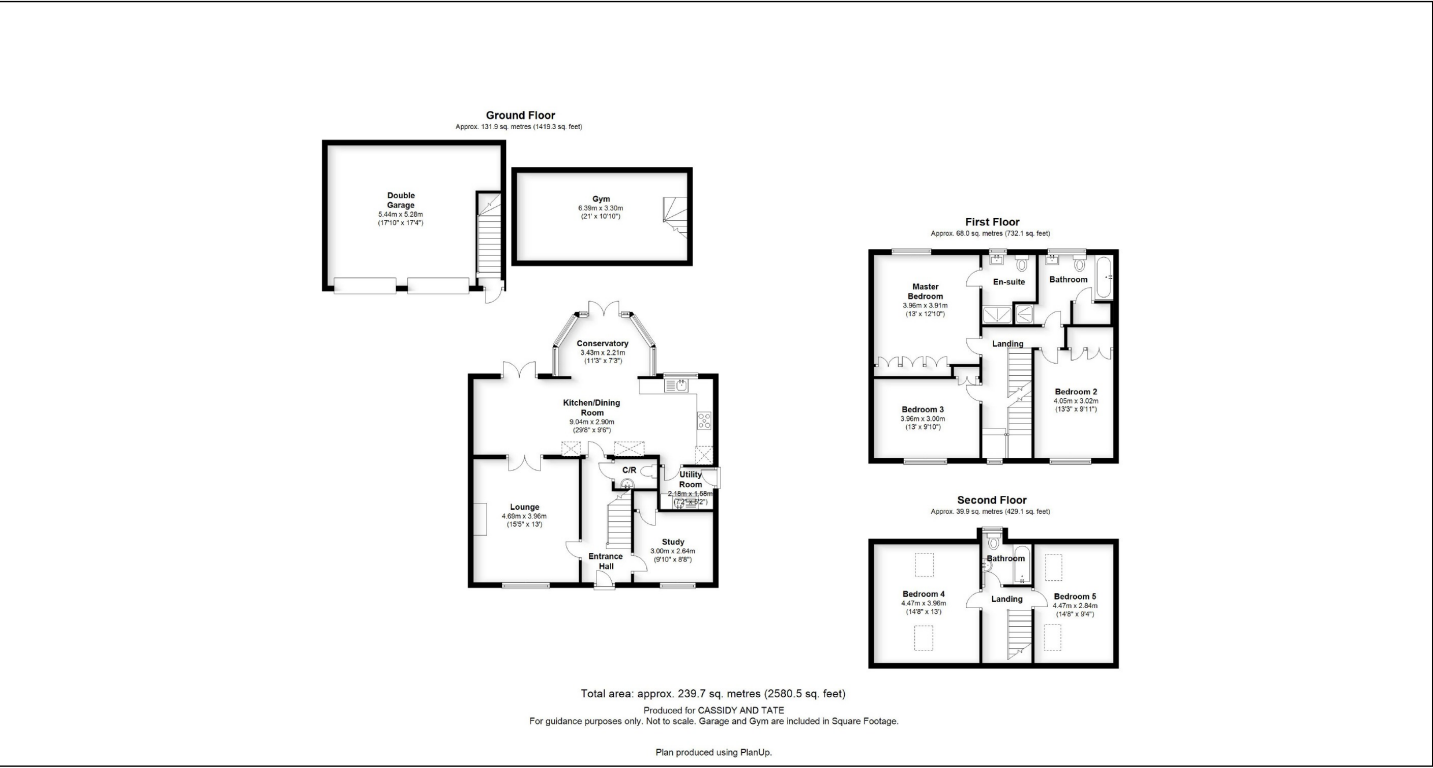 Ground Floor
Approx. 131.9 sq. metres (1419.3 sq. feet)
Double
Garage
5.44m x 5.28m
(17'10" x 17'4")
Gym
6.39m x 3.30m
(21' x 10'10")
Conservatory
3.43m x 2.21m
(11'3" x 7'3")
Kitchen/Dining
Room
9.04m x 2.90m
(29'8" x 9'6")
C/R
Utility
Room
2.18m x 1.58m
(7'2" x 5'2")
Lounge
4.69m x 3.96m
(15'5" x 13')
Study
3.00m x 2.64m
(9'10" x 8'8")
Entrance
Hall
First Floor
Approx. 68.0 sq. metres (732.1 sq. feet)
Master
Bedroom
3.96m x 3.91m
(13' x 12'10")
En-suite
Bathroom
Landing
Bedroom 2
4.05m x 3.02m
(13'3" x 9'11")
Bedroom 3
3.96m x 3.00m
(13' x 9'10")
Second Floor
Approx. 39.9 sq. metres (429.1 sq. feet)
Bathroom
Bedroom 4
4.47m x 3.96m
(14'8" x 13')
Landing
Bedroom 5
4.47m x 2.84m
(14'8" x 9'4")
Total area: approx. 239.7 sq. metres (2580.5 sq. feet)
Produced for CASSIDY AND TATE
For guidance purposes only. Not to scale. Garage and Gym are included in Square Footage.
Plan produced using PlanUp.